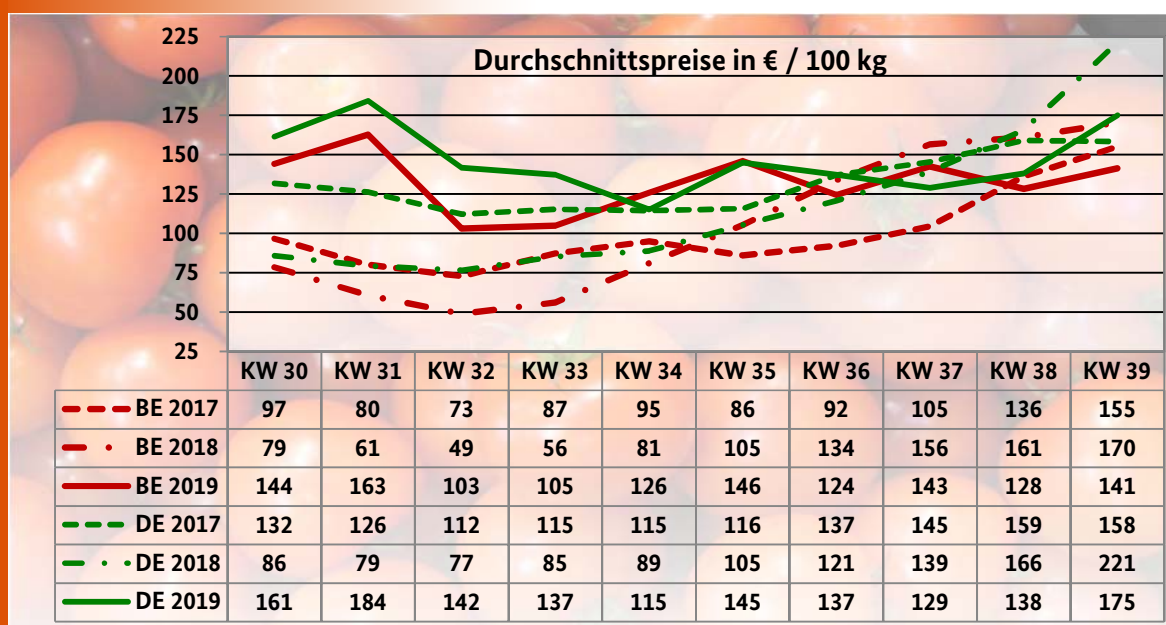 Durchschnittspreise in € / 100 kg
225
200
175
150
125
100
75
50
25
KW 30 KW 31 KW 32 KW 33 KW 34 KW 35 KW 36 KW 37 KW 38 KW 39
BE 2017 97 80 73 87 95 86 92 105 136 155
BE 2018 79 61 49 56 81 105 134 156 161 170
BE 2019 144 163 103 105 126 146 124 143 128 141
DE 2017 132 126 112 115 115 116 137 145 159 158
DE 2018 86 79 77 85 89 105 121 139 166 221
DE 2019 161 184 142 137 115 145 137 129 138 175